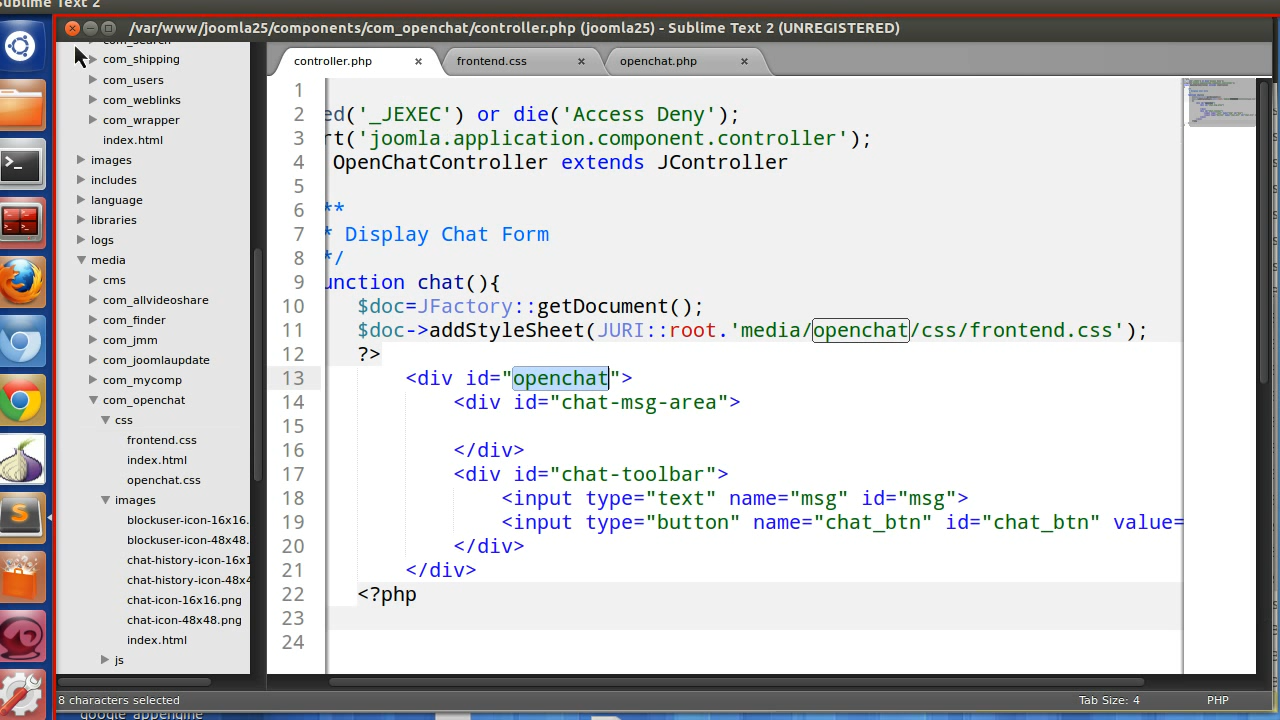 Sublime Text 2
/var/www/joomla25/components/com_openchat/controller.php (joomla25) - Sublime Text 2 (UNREGISTERED)
com_search
com_shipping
com_users
com_weblinks
com_wrapper
index.html
images
includes
language
libraries
logs
media
cms
com_allvideoshare
com_finder
com_jmm
com_joomlaupdate
com_mycomp
com_openchat
css
frontend.css
index.html
openchat.css
images
blockuser-icon-16x16.
blockuser-icon-48x48.
chat-history-icon-16x1
chat-history-icon-48x4
chat-icon-16x16.png
chat-icon-48x48.png
index.html
js
controller.php × frontend.css × openchat.php ×
1
2 ed('_JEXEC') or die('Access Deny');
3 rt('joomla.application.component.controller');
4 OpenChatController extends JController
5
6 **
7 * Display Chat Form
8 */
9 unction chat(){
10 $doc=JFactory::getDocument();
11 $doc->addStyleSheet(JURI::root.'media/openchat/css/frontend.css');
12 ?>
13 <div id="openchat">
14 <div id="chat-msg-area">
15
16 </div>
17 <div id="chat-toolbar">
18 <input type="text" name="msg" id="msg">
19 <input type="button" name="chat_btn" id="chat_btn" value=
20 </div>
21 </div>
22 <?php
23
24
8 characters selected Tab Size: 4 PHP
google appengine